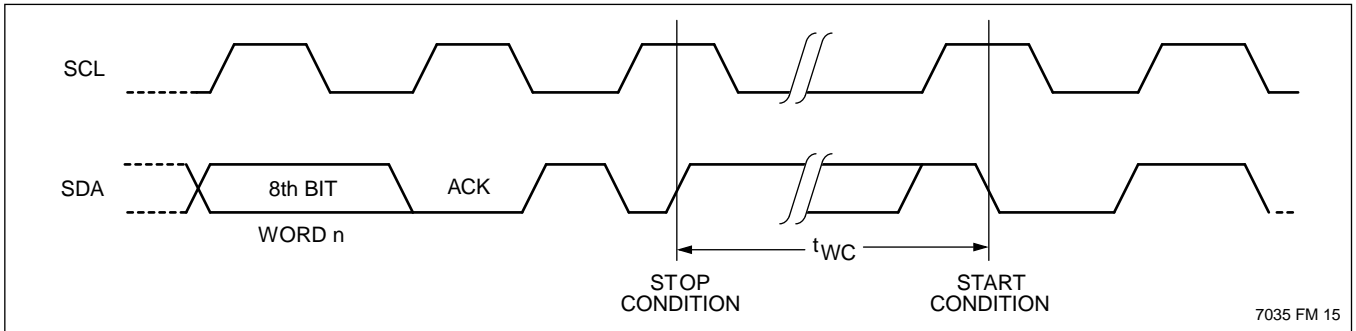 SCL
SDA
8th BIT
ACK
WORD n
tWC
STOP
CONDITION
START
CONDITION
7035 FM 15